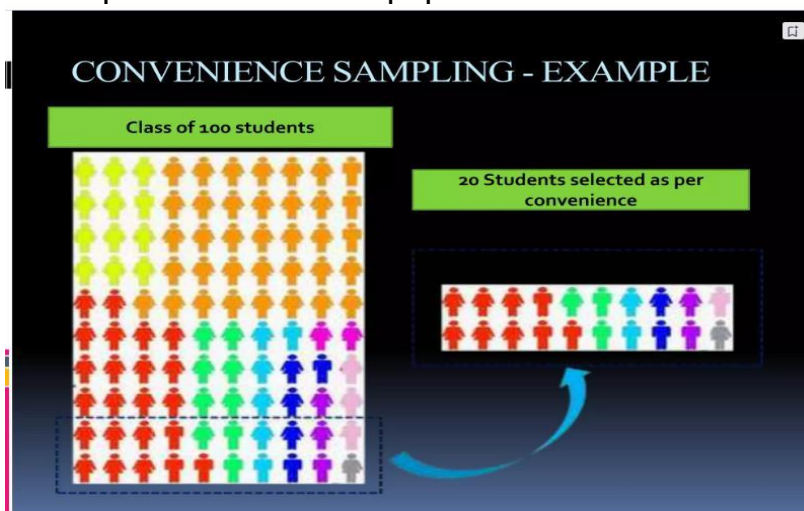 CONVENIENCE SAMPLING - EXAMPLE
Class of 100 students
20 Students selected as per
convenience